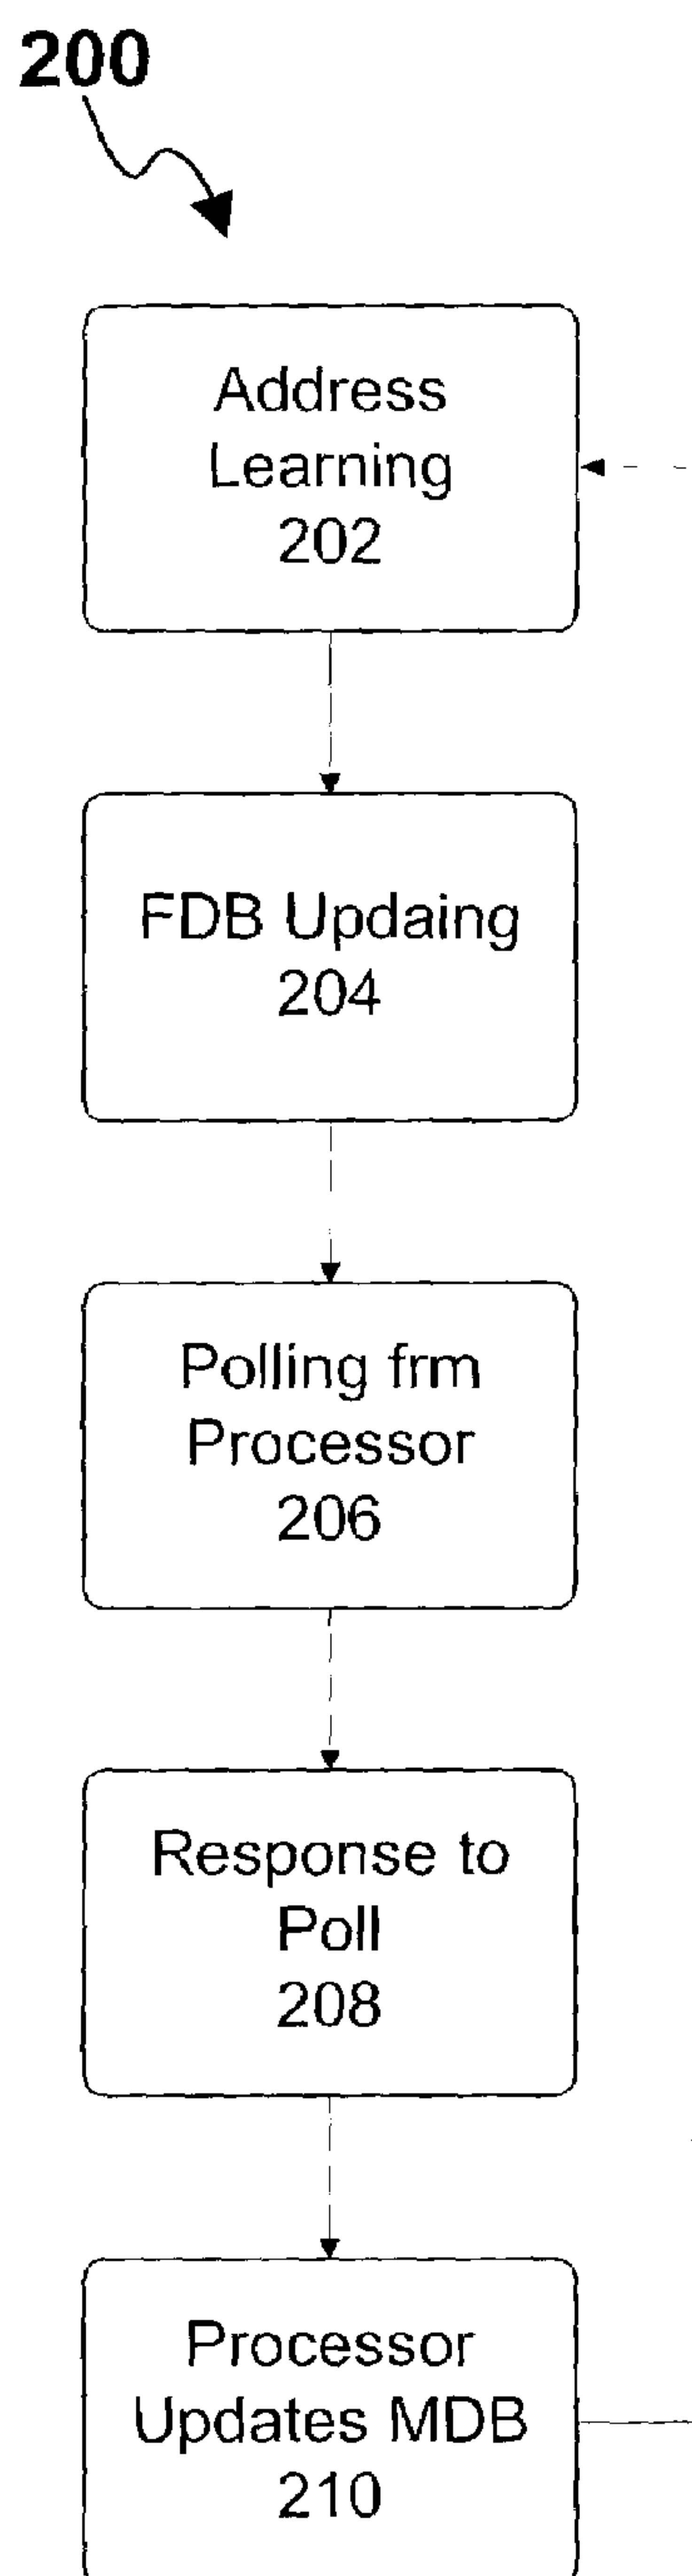 200
Address
Learning
202
FDB Updaing
204
Polling frm
Processor
206
Response to
Poll
208
Processor
Updates MDB
210